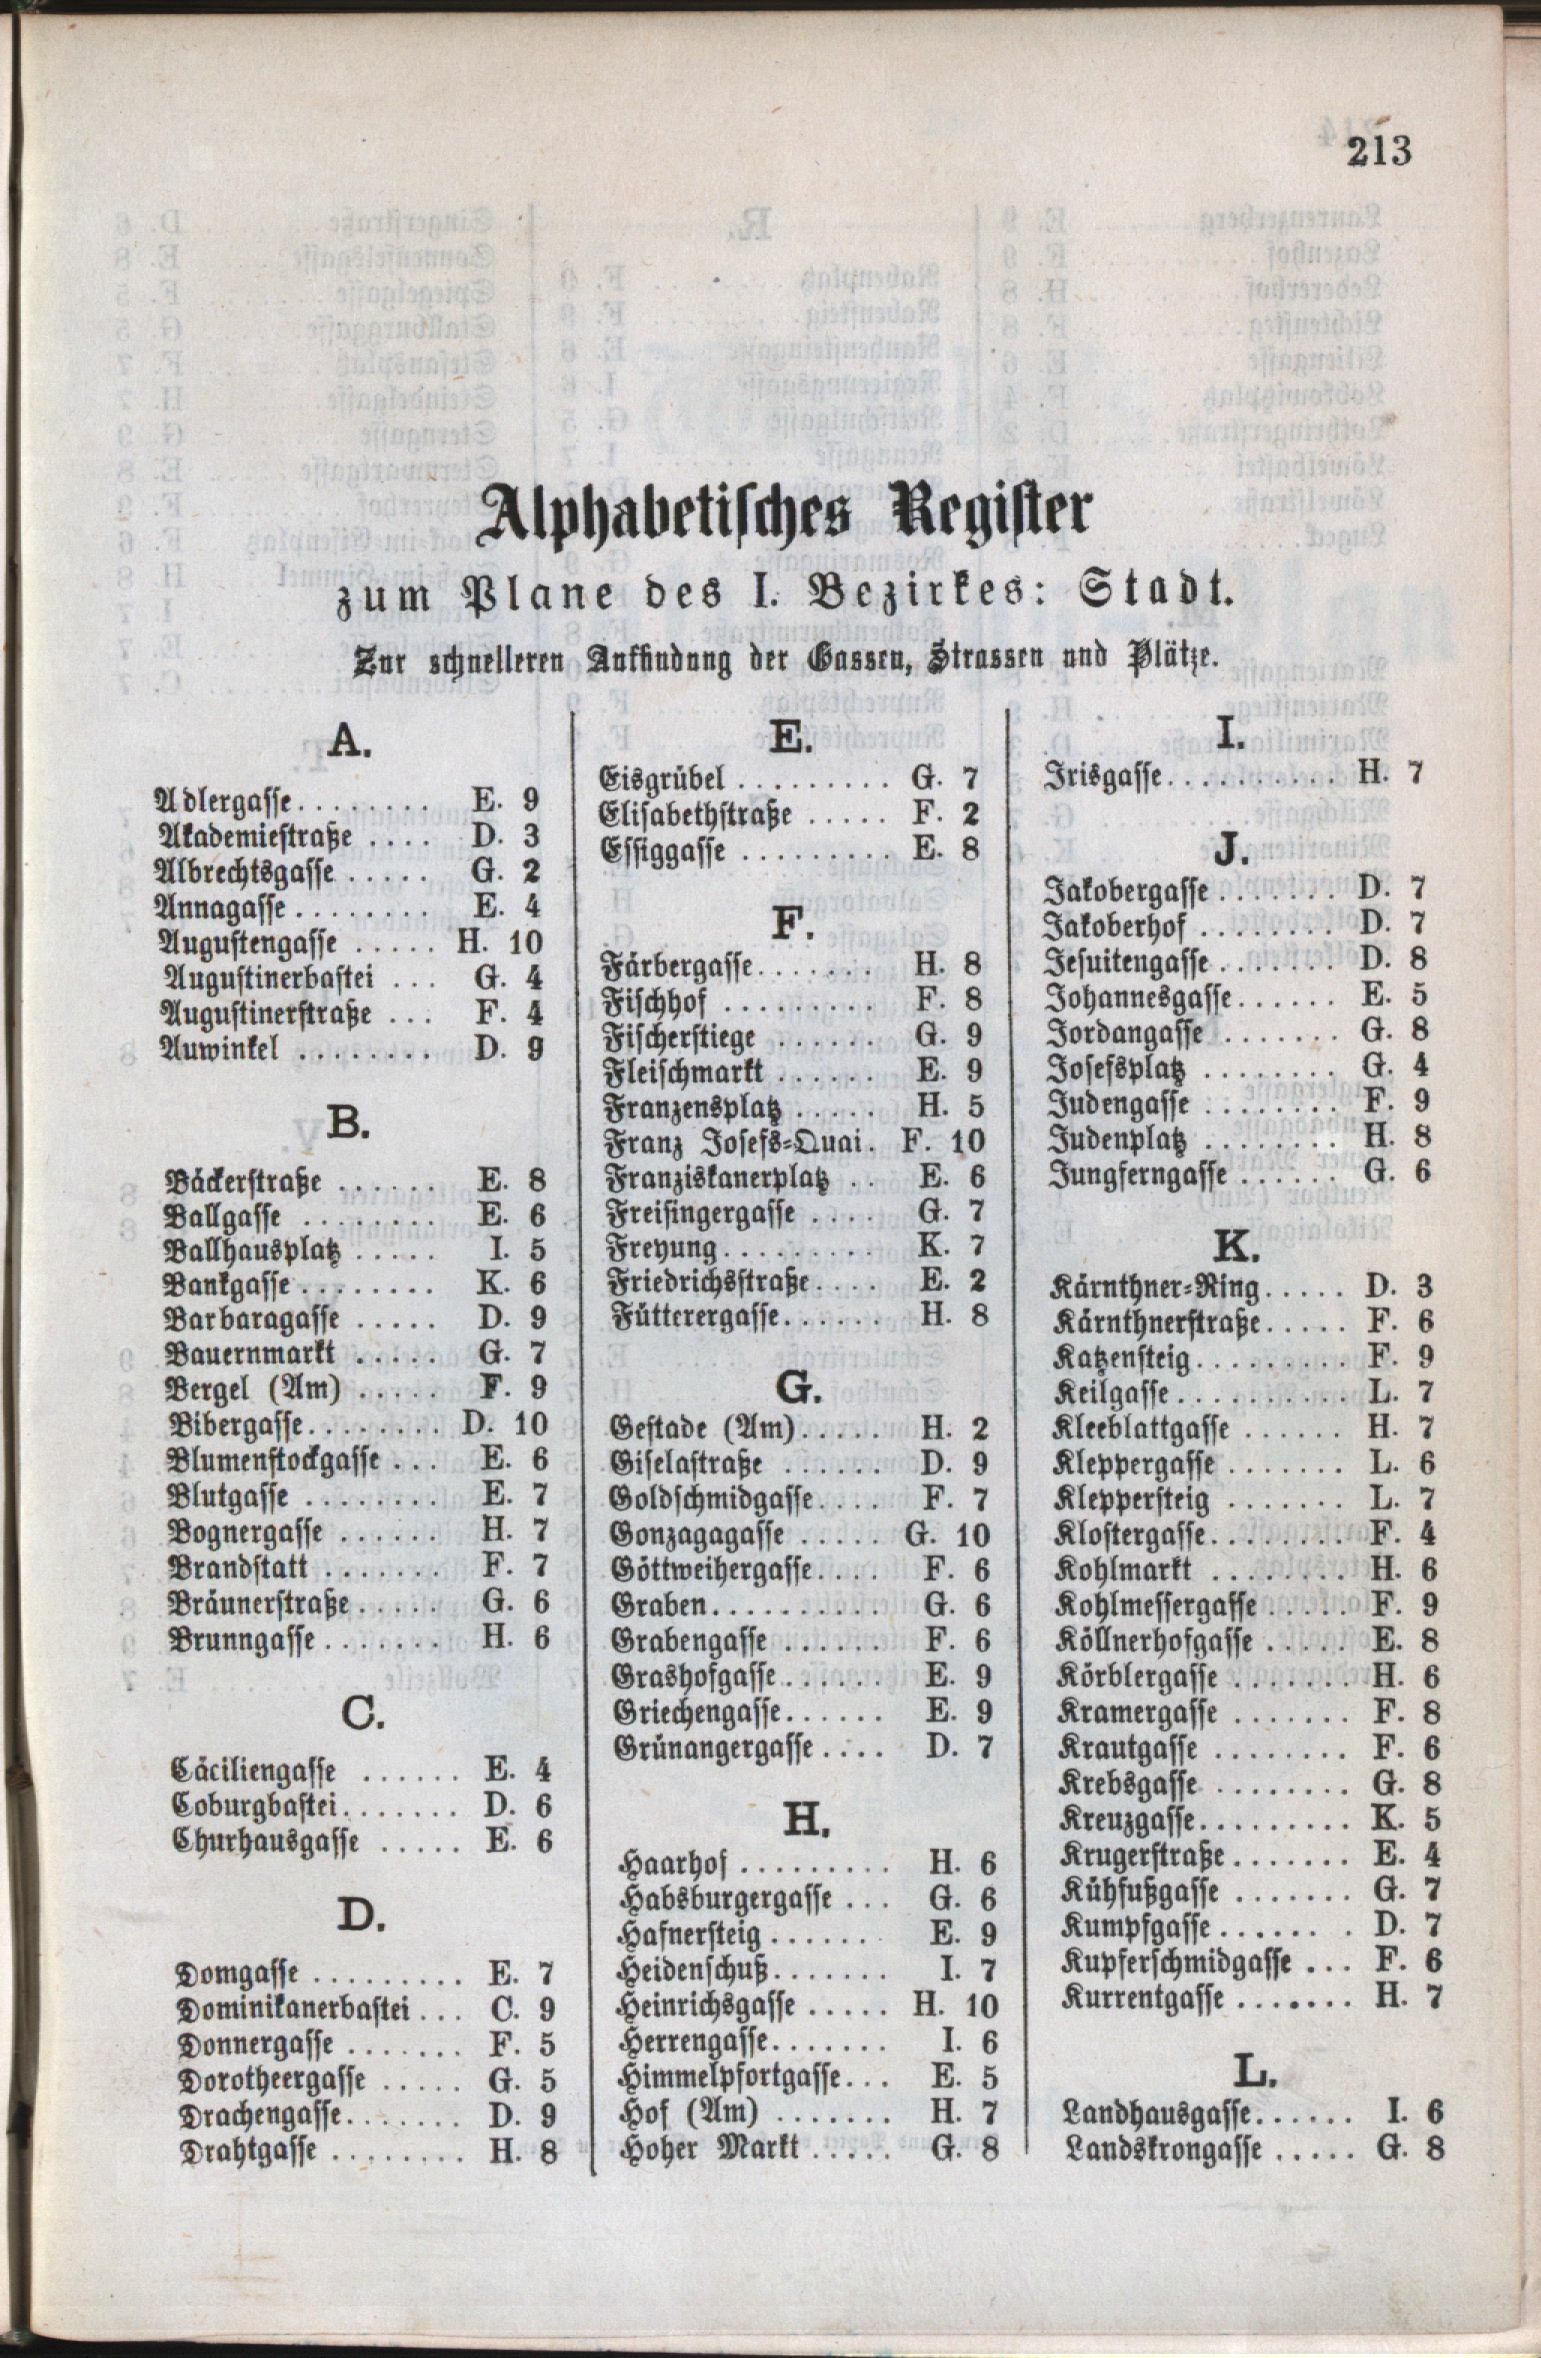 213
Alphabetisches Register
zum Plane des I. Bezirkes: Stadt.
Zur schnelleren Auffindung der Gassen, Strassen und Plätze.
A.
Adlergasse........ E. 9
Akademiestraße .... D. 3
Albrechtsgasse ..... G. 2
Annagasse........ E. 4
Augustengasse ..... H. 10
Augustinerbastei ... G. 4
Augustinerstraße ... F. 4
Auwinkel ........ D. 9
B.
Bäckerstraße ...... E. 8
Ballgasse ........ E. 6
Ballhausplatz ..... I. 5
Bankgasse........ K. 6
Barbaragasse ..... D. 9
Bauernmarkt ..... G. 7
Bergel (Am) ..... F. 9
Bibergasse........ D. 10
Blumenstockgasse ... E. 6
Blutgasse ........ E. 7
Bognergasse ...... H. 7
Brandstatt ....... F. 7
Bräunerstraße..... G. 6
Brunngasse....... H. 6
C.
Cäciliengasse ...... E. 4
Coburgbastei....... D. 6
Churhausgasse ..... E. 6
D.
Domgasse ......... E. 7
Dominikanerbastei ... C. 9
Donnergasse ....... F. 5
Dorotheergasse ..... G. 5
Drachengasse....... D. 9
Drahtgasse ........ H. 8
E.
Eisgrübel ......... G. 7
Elisabethstraße ..... F. 2
Essiggasse ......... E. 8
F.
Färbergasse....... H. 8
Fischhof ......... F. 8
Fischerstiege ...... G. 9
Fleischmarkt ...... E. 9
Franzensplatz ..... H. 5
Franz Josefs-Quai. F. 10
Franziskanerplatz .. E. 6
Freisingergasse .... G. 7
Freyung........ K. 7
Friedrichsstraße.... E. 2
Fütterergasse...... H. 8
G.
Gestade (Am)..... H. 2
Giselastraße ...... D. 9
Goldschmidgasse.... F. 7
Gonzagagasse ..... G. 10
Göttweihergasse.... F. 6
Graben.......... G. 6
Grabengasse ...... F. 6
Grashofgasse...... E. 9
Griechengasse...... E. 9
Grünangergasse.... D. 7
H.
Haarhof ......... H. 6
Habsburgergasse ... G. 6
Hafnersteig ...... E. 9
Heidenschuß....... I. 7
Heinrichsgasse ..... H. 10
Herrengasse....... I. 6
Himmelpfortgasse... E. 5
Hof (Am) ....... H. 7
Hoher Markt ..... G. 8
I.
Irisgasse......... H. 7
J.
Jakobergasse ....... D. 7
Jakoberhof ........ D. 7
Jesuitengasse ....... D. 8
Johannesgasse...... E. 5
Jordangasse ....... G. 8
Josefsplatz ........ G. 4
Judengasse ........ F. 9
Judenplatz ........ H. 8
Jungferngasse ...... G. 6
K.
Kärnthner-Ring..... D. 3
Kärnthnerstraße..... F. 6
Katzensteig......... F. 9
Keilgasse.......... L. 7
Kleeblattgasse ...... H. 7
Kleppergasse ....... L. 6
Kleppersteig ....... L. 7
Klostergasse........ F. 4
Kohlmarkt ........ H. 6
Kohlmessergasse .... F. 9
Köllnerhofgasse ..... E. 8
Körblergasse ....... H. 6
Kramergasse ....... F. 8
Krautgasse ........ F. 6
Krebsgasse ........ G. 8
Kreuzgasse......... K. 5
Krugerstraße....... E. 4
Kühfußgasse ....... G. 7
Kumpfgasse....... D. 7
Kupferschmidgasse ... F. 6
Kurrentgasse ....... H. 7
L.
Landhausgasse...... I. 6
Landskrongasse ..... G. 8